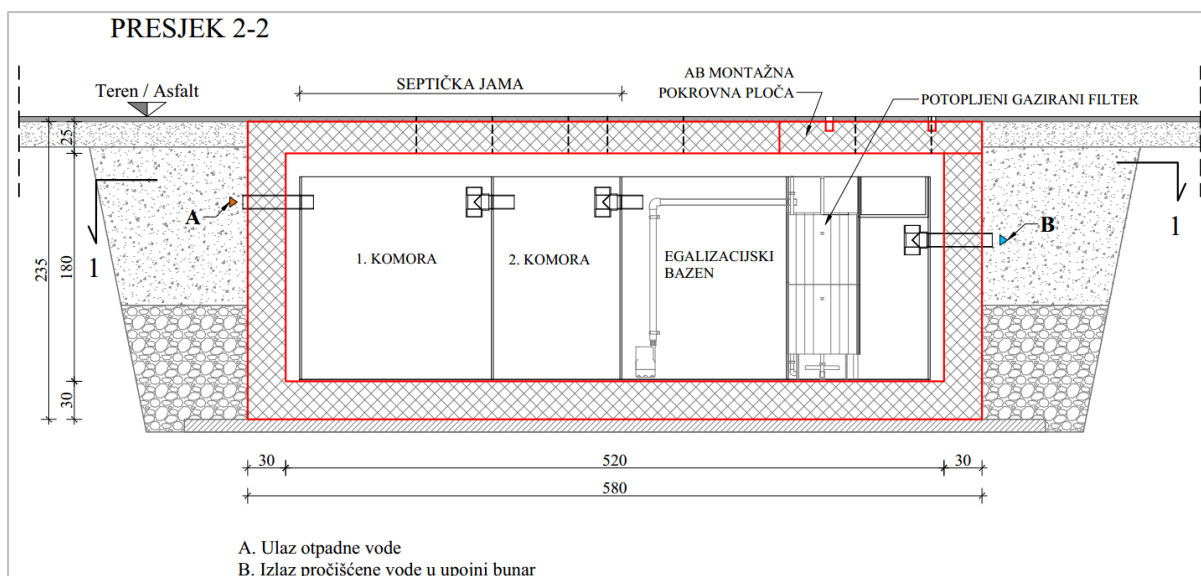 PRESJEK 2-2
Teren / Asfalt
SEPTIČKA JAMA
AB MONTAŽNA
POKROVNA PLOČA
POTOPLJENI GAZIRANI FILTER
25
A
B
1
1
235
180
1. KOMORA
2. KOMORA
EGALIZACIJSKI
BAZEN
30
30
520
30
580
A. Ulaz otpadne vode
B. Izlaz pročišćene vode u upojni bunar